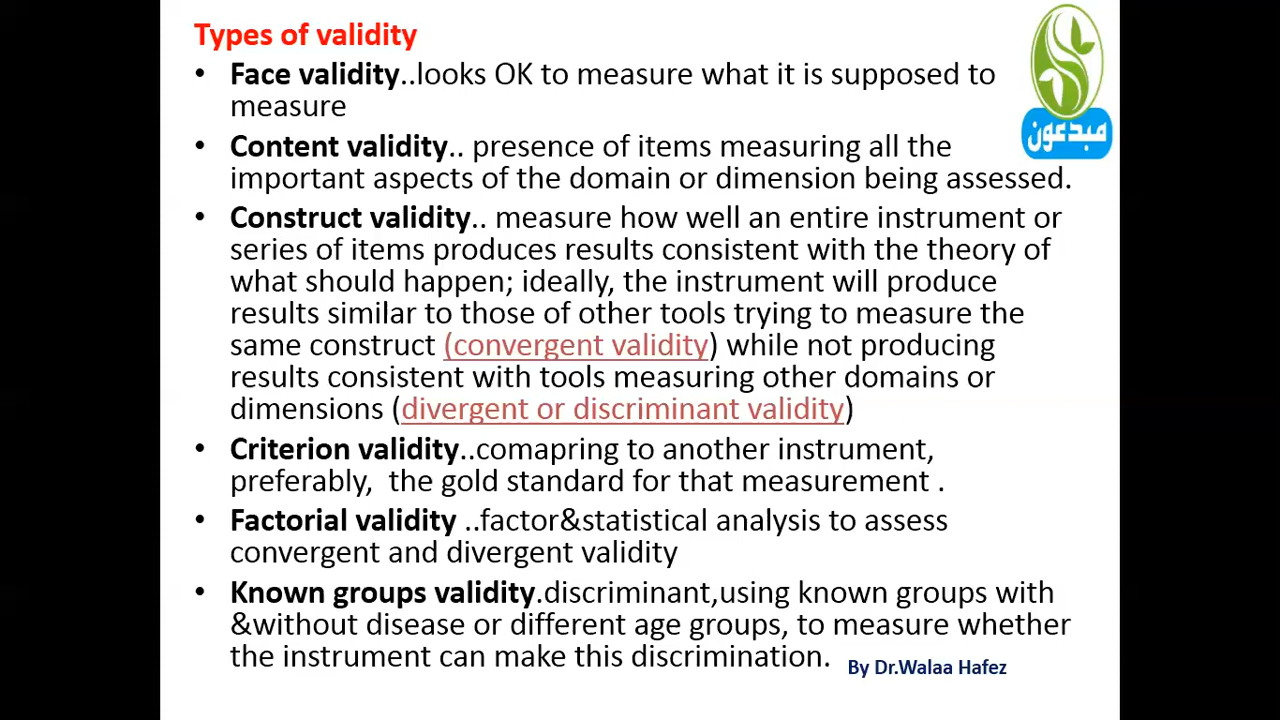 Types of validity
• Face validity..looks OK to measure what it is supposed to
measure
مبدعون
• Content validity.. presence of items measuring all the
important aspects of the domain or dimension being assessed.
• Construct validity.. measure how well an entire instrument or
series of items produces results consistent with the theory of
what should happen; ideally, the instrument will produce
results similar to those of other tools trying to measure the
same construct (convergent validity) while not producing
results consistent with tools measuring other domains or
dimensions (divergent or discriminant validity)
• Criterion validity..comapring to another instrument,
preferably,  the gold standard for that measurement .
• Factorial validity ..factor&statistical analysis to assess
convergent and divergent validity
• Known groups validity.discriminant,using known groups with
&without disease or different age groups, to measure whether
the instrument can make this discrimination.
By Dr.Walaa Hafez